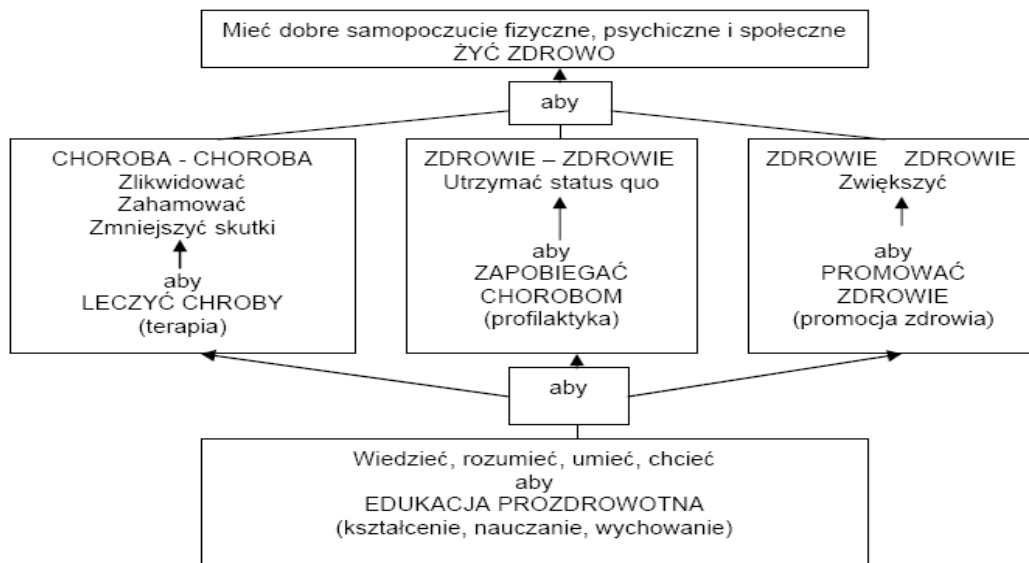 Mieć dobre samopoczucie fizyczne, psychiczne i społeczne
ŻYĆ ZDROWO
aby
CHOROBA - CHOROBA
Zlikwidować
Zahamować
Zmniejszyć skutki
aby
LECZYĆ CHROBY
(terapia)
ZDROWIE – ZDROWIE
Utrzymać status quo
aby
ZAPOBIEGAĆ
CHOROBOM
(profilaktyka)
ZDROWIE ZDROWIE
Zwiększyć
aby
PROMOWAĆ
ZDROWIE
(promocja zdrowia)
aby
Wiedzieć, rozumieć, umieć, chcieć
aby
EDUKACJA PROZDROWOTNA
(kształcenie, nauczanie, wychowanie)